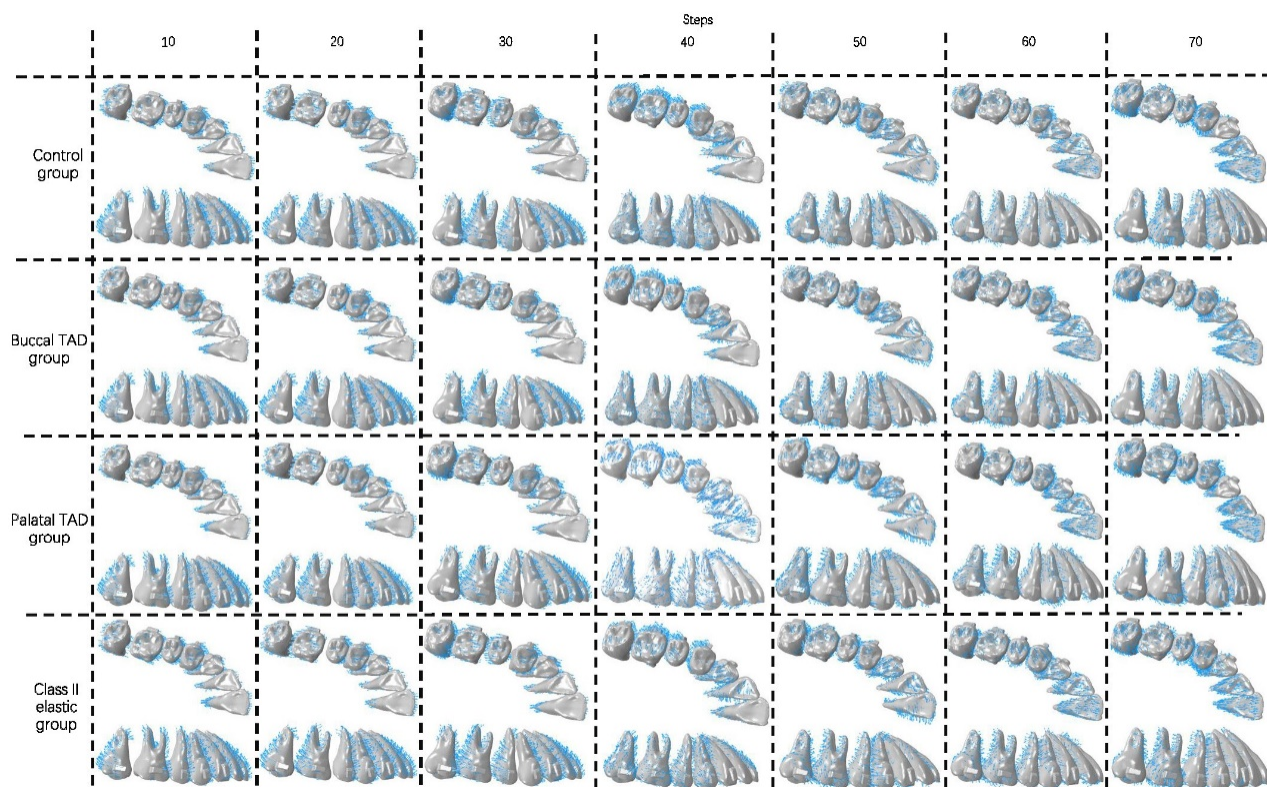 Steps
10 20 30 40 50 60 70
Control
group
Buccal TAD
group
Palatal TAD
group
Class II
elastic
group